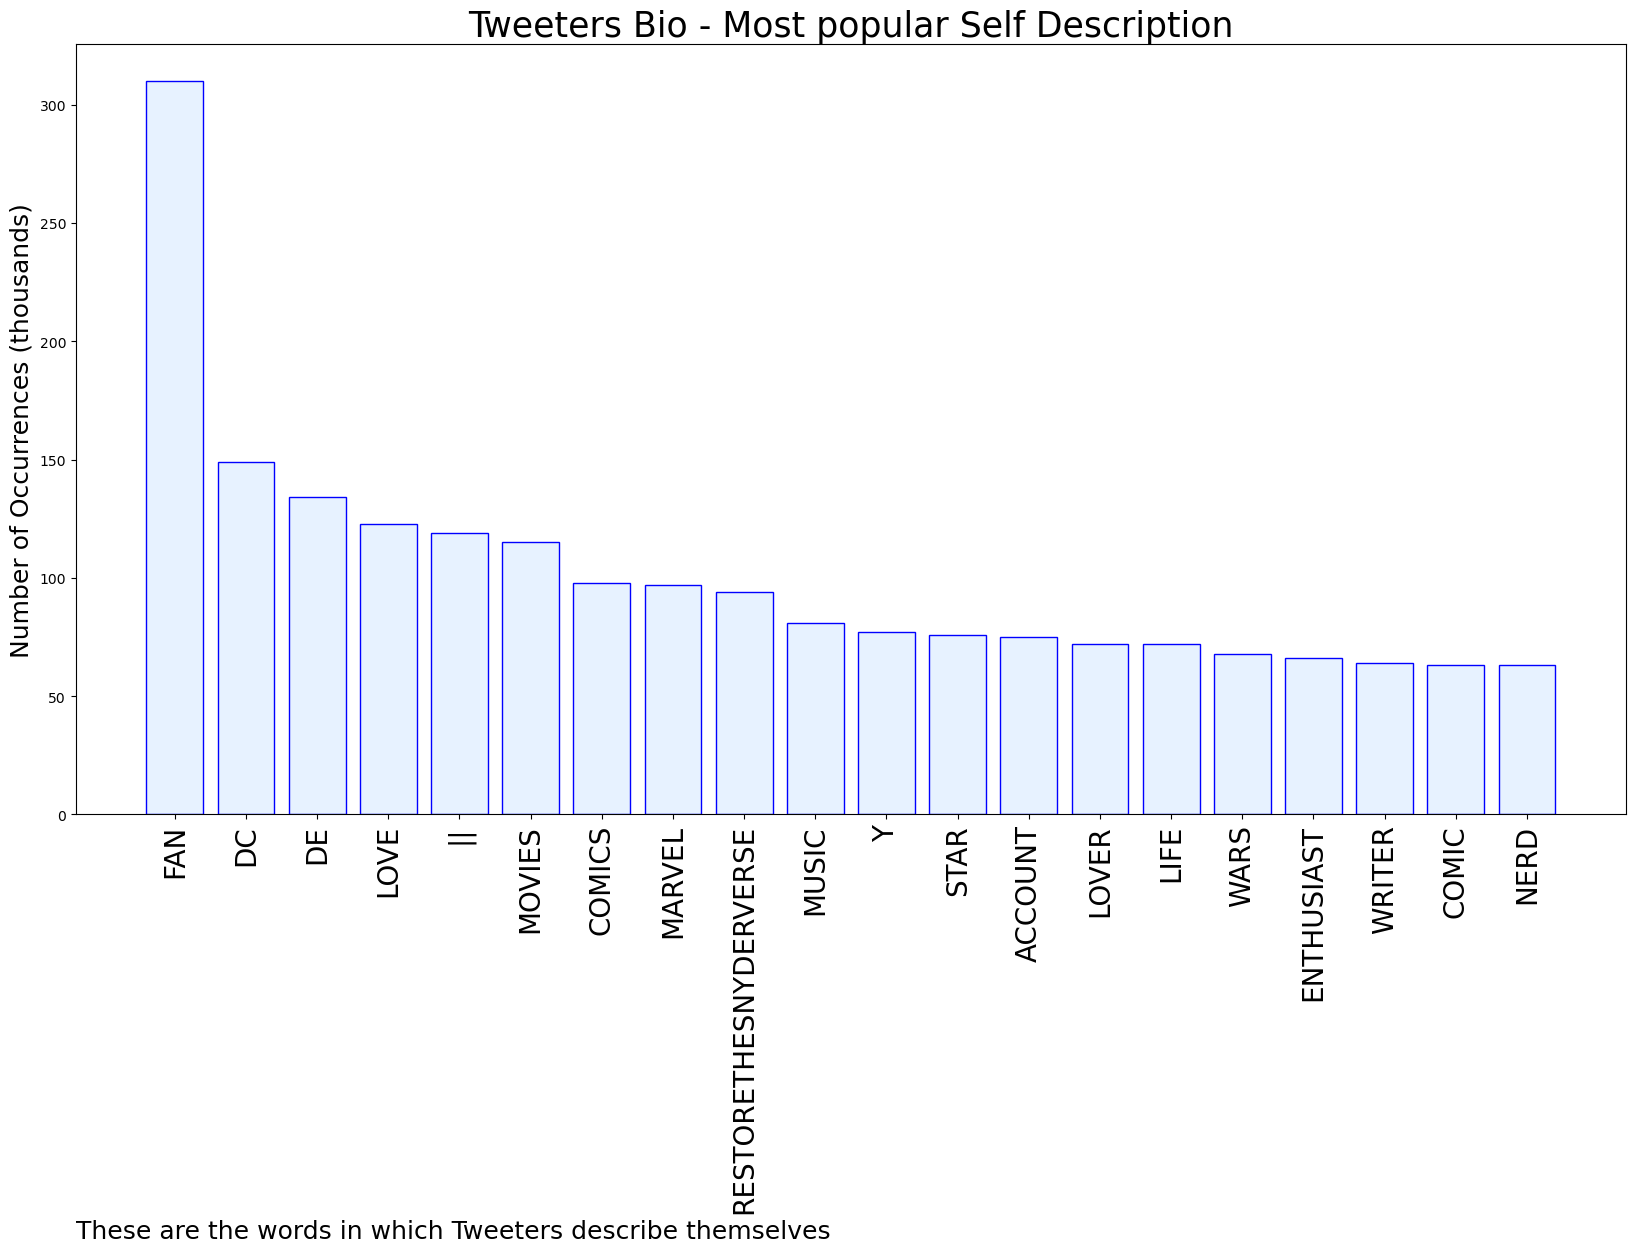 Tweeters Bio - Most popular Self Description
Number of Occurrences (thousands)
300
250
200
150
100
50
0
FAN
DC
DE
LOVE
||
MOVIES
COMICS
MARVEL
RESTORETHESNYDERVERSE
MUSIC
Y
STAR
ACCOUNT
LOVER
LIFE
WARS
ENTHUSIAST
WRITER
COMIC
NERD
These are the words in which Tweeters describe themselves